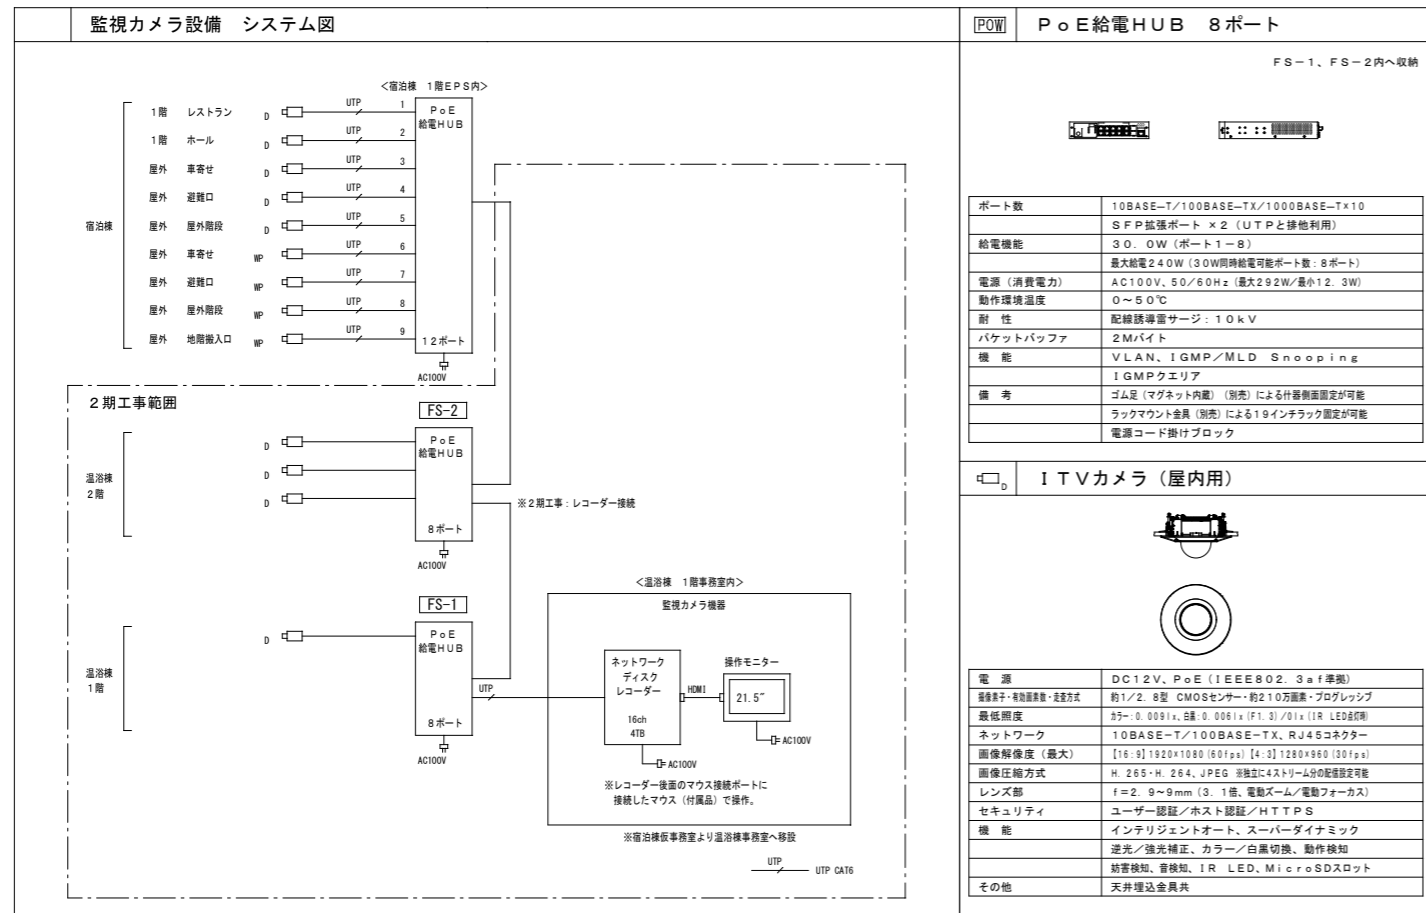 監視カメラ設備　システム図
＜宿泊棟　１階ＥＰＳ内＞
宿泊棟
１階　レストラン　D　UTP　1
１階　ホール　D　UTP　2
屋外　車寄せ　D　UTP　3
屋外　避難口　D　UTP　4
屋外　屋外階段　D　UTP　5
屋外　車寄せ　WP　UTP　6
屋外　避難口　WP　UTP　7
屋外　屋外階段　WP　UTP　8
屋外　地階搬入口　WP　UTP　9
ＰｏＥ
給電ＨＵＢ
１２ポート
AC100V
２期工事範囲
温浴棟
２階
D
D
D
FS-2
ＰｏＥ
給電ＨＵＢ
８ポート
AC100V
※２期工事：レコーダー接続
温浴棟
１階
D
FS-1
ＰｏＥ
給電ＨＵＢ
８ポート
AC100V
UTP
＜温浴棟　１階事務室内＞
監視カメラ機器
ネットワーク
ディスク
レコーダー
16ch
4TB
HDMI
操作モニター
21.5″
AC100V
AC100V
※レコーダー後面のマウス接続ポートに
接続したマウス（付属品）で操作。
※宿泊棟仮事務室より温浴棟事務室へ移設
UTP　UTP CAT6
POW　ＰｏＥ給電ＨＵＢ　８ポート
ＦＳ－１、ＦＳ－２内へ収納
ポート数　１０ＢＡＳＥ－Ｔ／１００ＢＡＳＥ－ＴＸ／１０００ＢＡＳＥ－Ｔ×１０
ＳＦＰ拡張ポート ×２（ＵＴＰと排他利用）
給電機能　３０．０Ｗ（ポート１－８）
最大給電２４０Ｗ（３０Ｗ同時給電可能ポート数：８ポート）
電源（消費電力）　ＡＣ１００Ｖ、５０／６０Ｈｚ（最大２９２Ｗ／最小１２．３Ｗ）
動作環境温度　０～５０℃
耐　性　配線誘導雷サージ：１０ｋＶ
パケットバッファ　２Ｍバイト
機　能　ＶＬＡＮ、ＩＧＭＰ／ＭＬＤ　Ｓｎｏｏｐｉｎｇ
ＩＧＭＰクエリア
備　考　ゴム足（マグネット内蔵）（別売）による什器側面固定が可能
ラックマウント金具（別売）による１９インチラック固定が可能
電源コード掛けブロック
D　ＩＴＶカメラ（屋内用）
電　源　ＤＣ１２Ｖ、ＰｏＥ（ＩＥＥＥ８０２．３ａｆ準拠）
撮像素子・有効画素数・走査方式　約１／２．８型　ＣＭＯＳセンサー・約２１０万画素・プログレッシブ
最低照度　カラー：0.009lx、白黒：0.006lx（F1.3）／0lx（IR LED点灯時）
ネットワーク　１０ＢＡＳＥ－Ｔ／１００ＢＡＳＥ－ＴＸ、ＲＪ４５コネクター
画像解像度（最大）　【16：9】1920×1080（60fps）【4：3】1280×960（30fps）
画像圧縮方式　H.265・H.264、JPEG ※独立に4ストリーム分の配信設定可能
レンズ部　ｆ＝２．９～９ｍｍ（３．１倍、電動ズーム／電動フォーカス）
セキュリティ　ユーザー認証／ホスト認証／ＨＴＴＰＳ
機　能　インテリジェントオート、スーパーダイナミック
逆光／強光補正、カラー／白黒切換、動作検知
妨害検知、音検知、ＩＲ　ＬＥＤ、ＭｉｃｒｏＳＤスロット
その他　天井埋込金具共